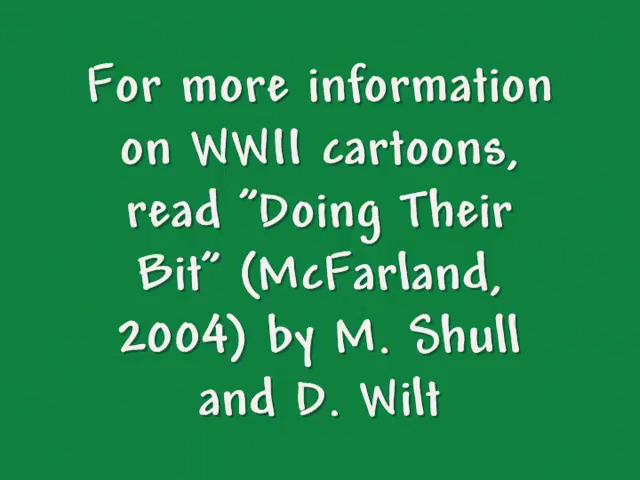 For more information
on WWII cartoons,
read "Doing Their
Bit" (McFarland,
2004) by M. Shull
and D. Wilt